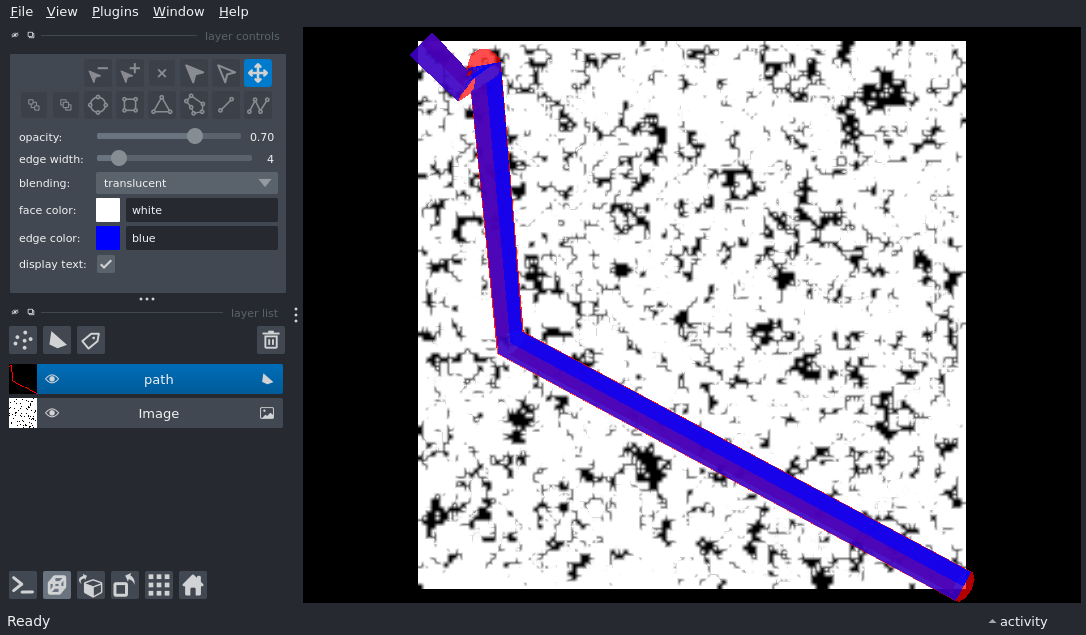 File View Plugins Window Help
layer controls
opacity: 0.70
edge width: 4
blending: translucent
face color: white
edge color: blue
display text:
layer list
path
Image
Ready
activity